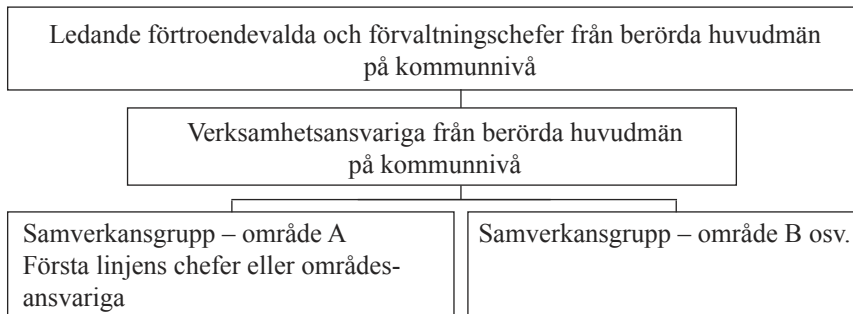 Ledande förtroendevalda och förvaltningschefer från berörda huvudmän
på kommunnivå
Verksamhetsansvariga från berörda huvudmän
på kommunnivå
Samverkansgrupp – område A
Första linjens chefer eller områdes-
ansvariga
Samverkansgrupp – område B osv.